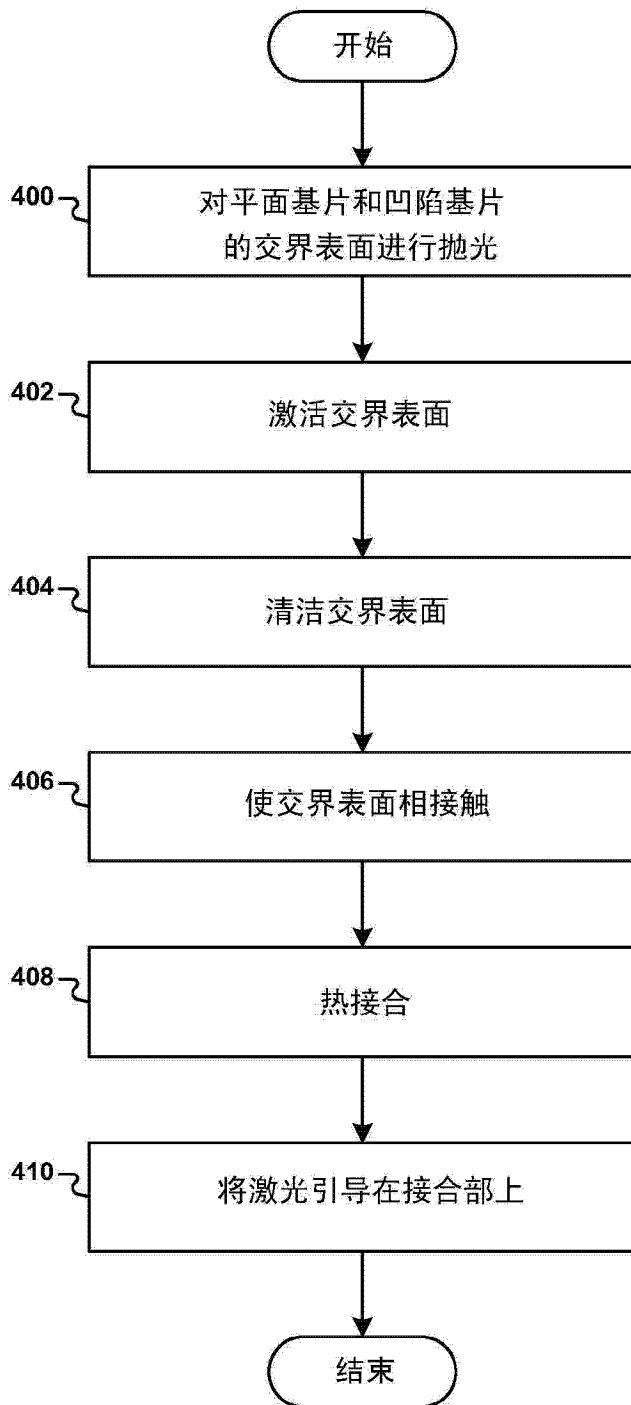 开始
400
对平面基片和凹陷基片
的交界表面进行抛光
402
激活交界表面
404
清洁交界表面
406
使交界表面相接触
408
热接合
410
将激光引导在接合部上
结束